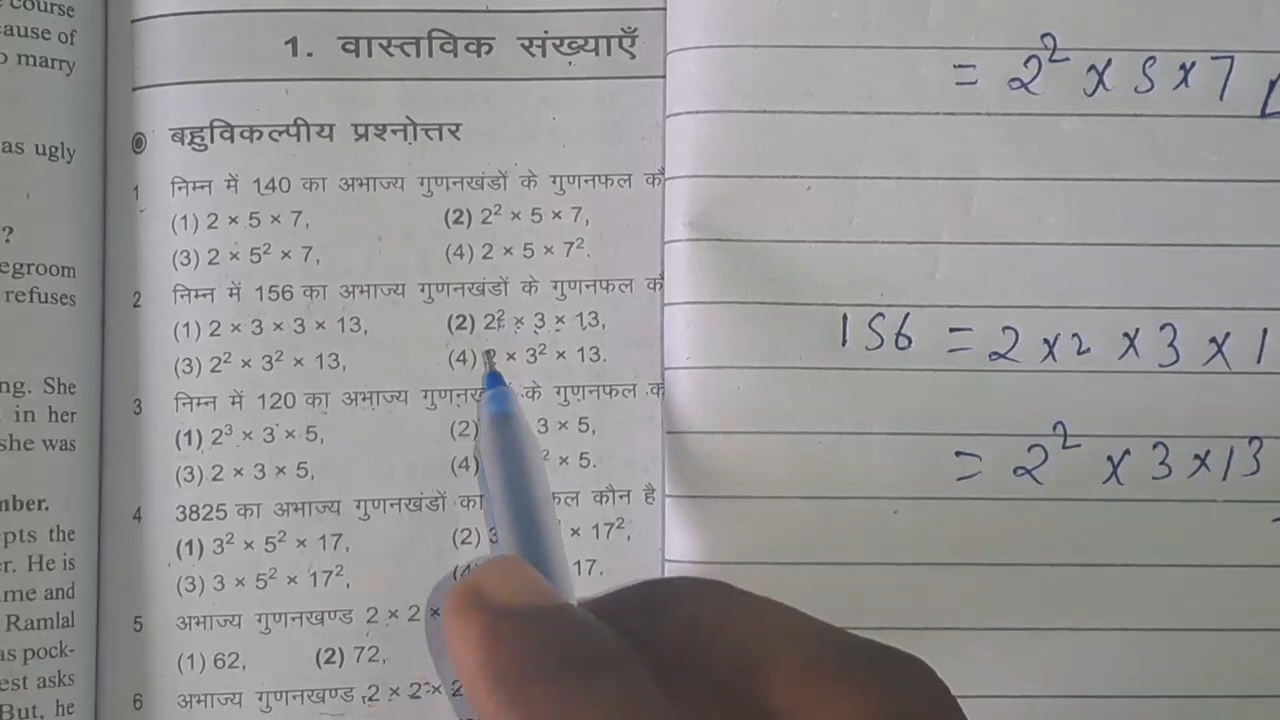 course
cause of
marry
as ugly
?
egroom
refuses
ng. She
in her
she was
mber.
pts the
r. He is
me and
Ramlal
as pock-
est asks
But, he
1. वास्तविक संख्याएँ
बहुविकल्पीय प्रश्नोत्तर
1 निम्न में 140 का अभाज्य गुणनखंडों के गुणनफल कौ
(1) 2 × 5 × 7, (2) 2² × 5 × 7,
(3) 2 × 5² × 7, (4) 2 × 5 × 7².
2 निम्न में 156 का अभाज्य गुणनखंडों के गुणनफल कौ
(1) 2 × 3 × 3 × 13, (2) 2² × 3 × 13,
(3) 2² × 3² × 13, (4) × 3² × 13.
3 निम्न में 120 का अभाज्य के गुणनफल क
(1) 2³ × 3 × 5, (2) 3 × 5,
(3) 2 × 3 × 5, (4) ² × 5.
4 3825 का अभाज्य गुणनखंडों का कौन है
(1) 3² × 5² × 17, (2) 3 × 17²,
(3) 3 × 5² × 17², 17.
5 अभाज्य गुणनखण्ड 2 × 2 ×
(1) 62, (2) 72,
6 अभाज्य गुणनखण्ड 2 × 2 × 2
= 2² × 5 × 7
156 = 2 × 2 × 3 × 1
= 2² × 3 × 13